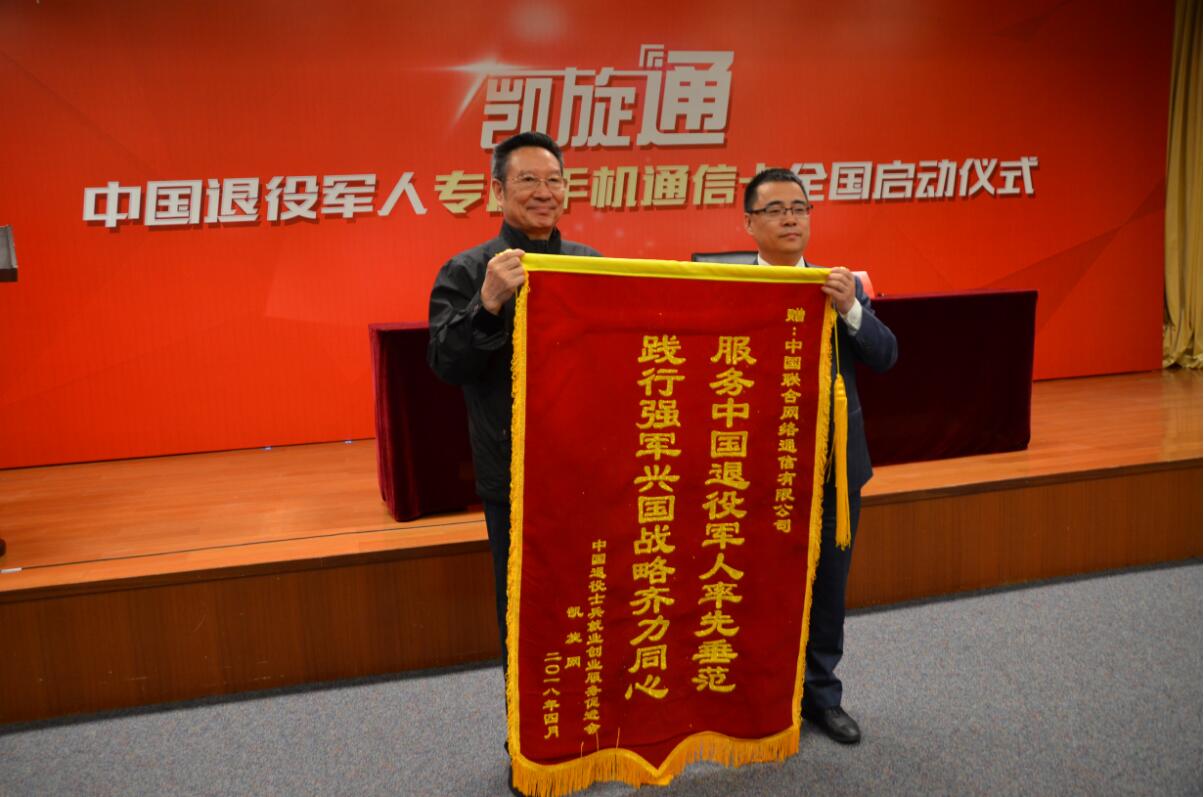 凯旋通
中国退役军人专 手机通信 全国启动仪式
赠：中国联合网络通信有限公司
服务中国退役军人率先垂范
践行强军兴国战略齐力同心
中国退役士兵就业创业服务促进会
凯旋网
二〇一八年四月